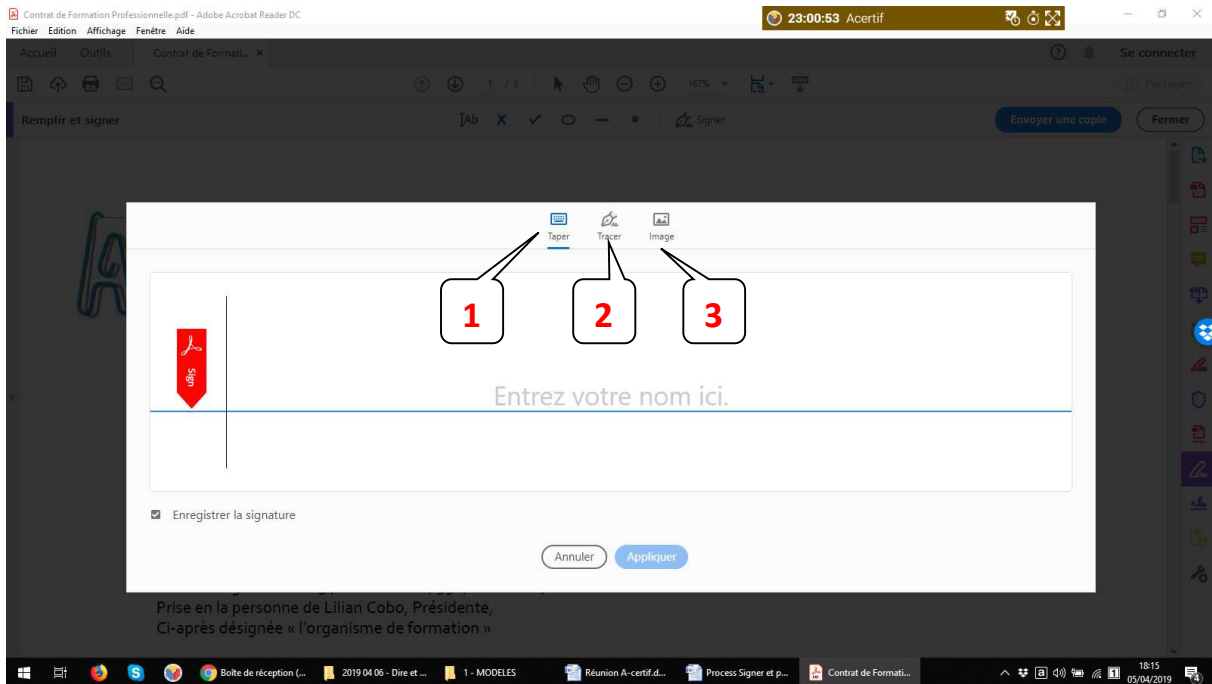 Contrat de Formation Professionnelle.pdf - Adobe Acrobat Reader DC
23:00:53 Acertif
Fichier Edition Affichage Fenêtre Aide
Accueil Outils Contrat de Formati... ×
Se connecter
1 / 3
167%
Partager
Remplir et signer
Ab
Signer
Envoyer une copie
Fermer
Taper
Tracer
Image
1
2
3
Sign
Entrez votre nom ici.
Enregistrer la signature
Annuler
Appliquer
Prise en la personne de Lilian Cobo, Présidente,
Ci-après désignée « l'organisme de formation »
Boîte de réception (...
2019 04 06 - Dire et ...
1 - MODELES
Réunion A-certif.d...
Process Signer et p...
Contrat de Formati...
18:15
05/04/2019